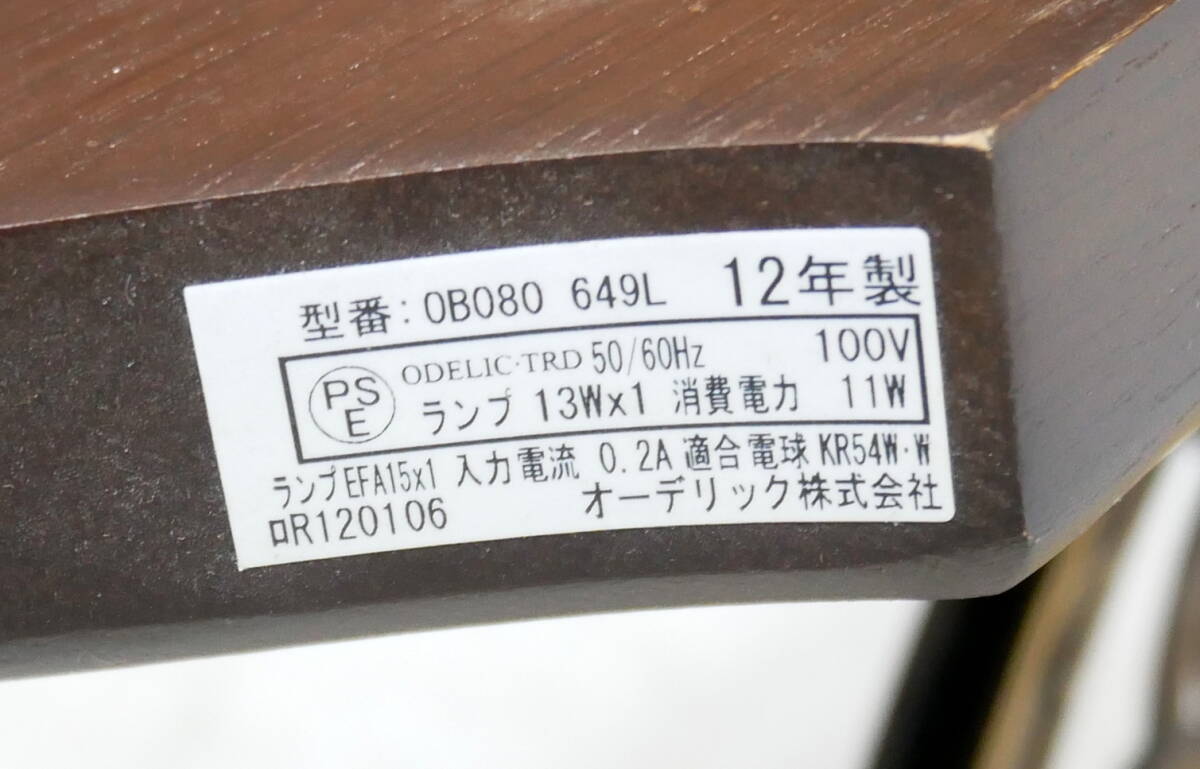 型番:OB080 649L 12年製
PSE ODELIC・TRD 50/60Hz 100V
ランプ 13Wx1 消費電力 11W
ランプEFA15x1 入力電流 0.2A 適合電球 KR54W・W
ロR120106 オーデリック株式会社